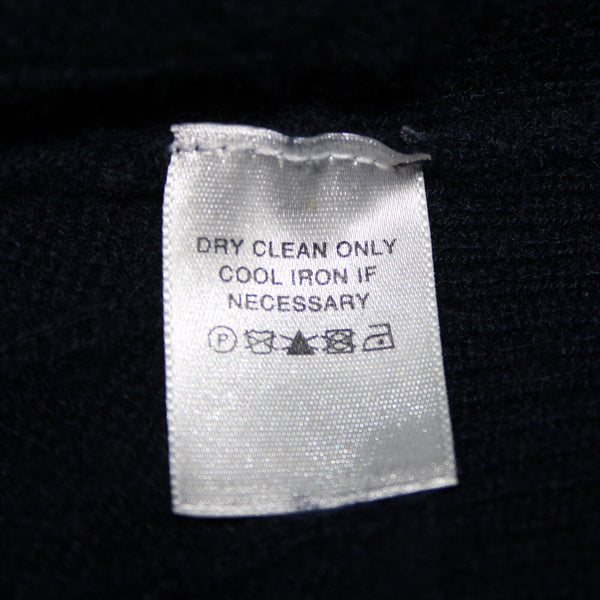 DRY CLEAN ONLY
COOL IRON IF
NECESSARY
P